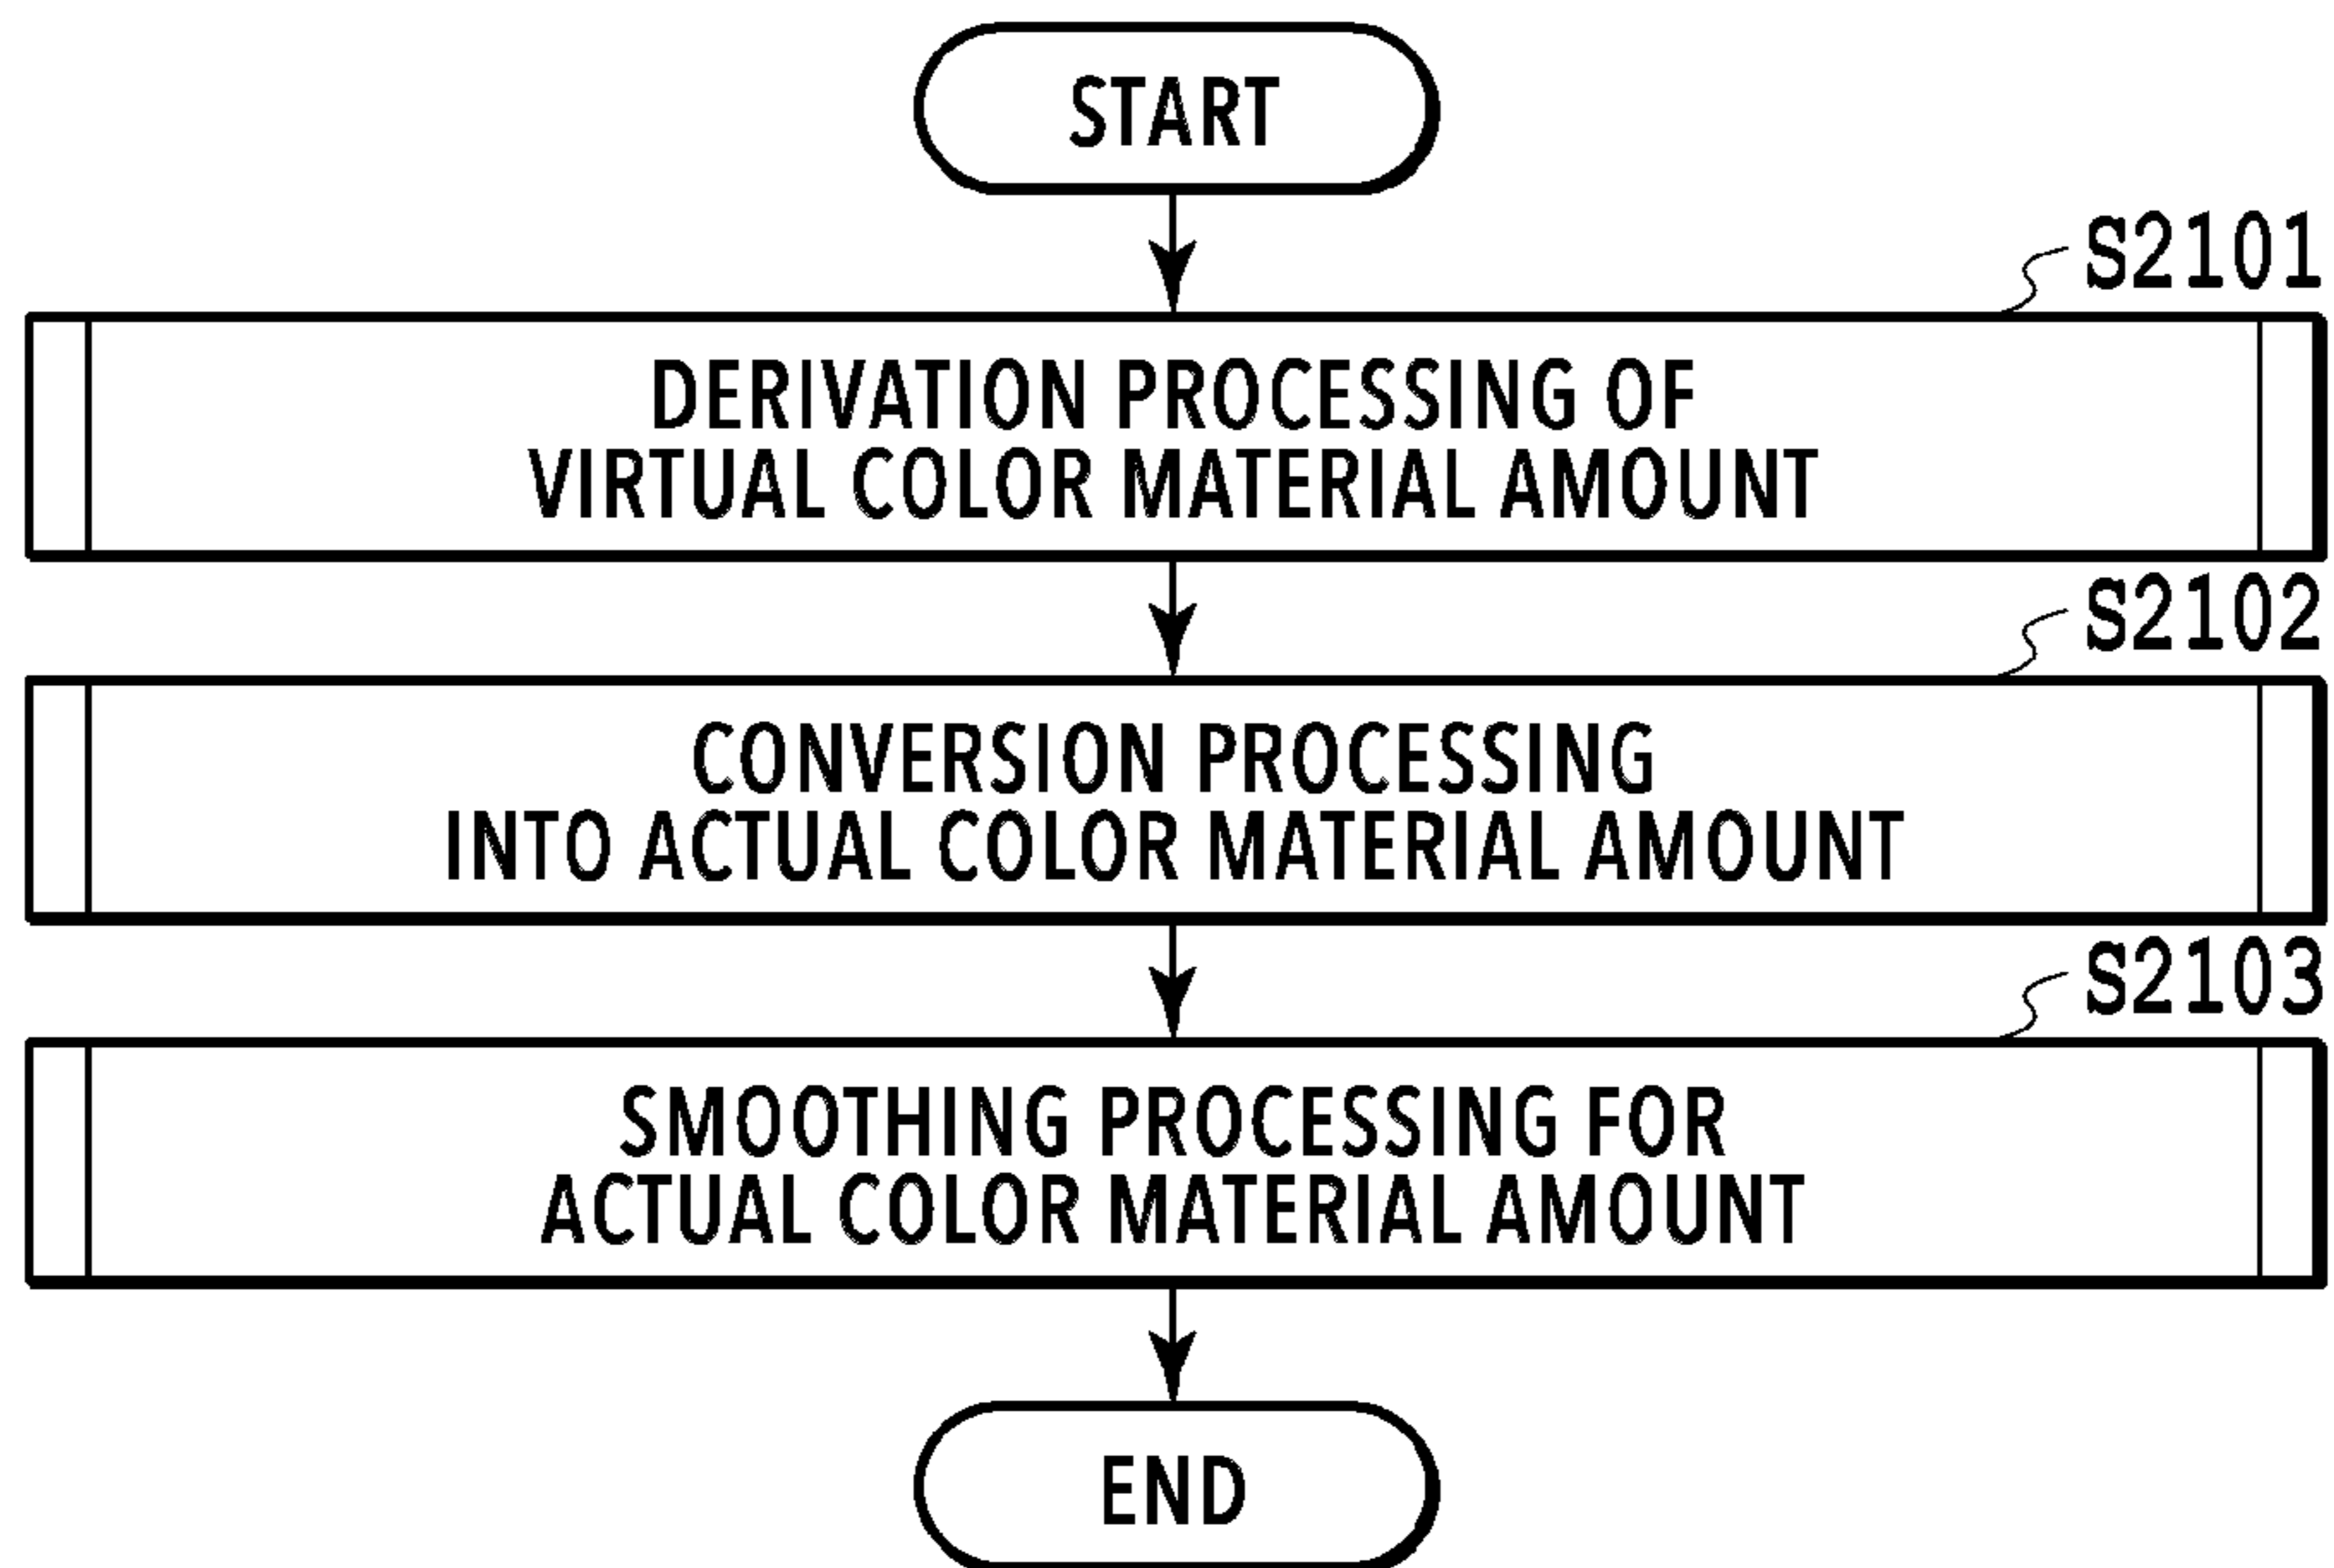 START
S2101
DERIVATION PROCESSING OF
VIRTUAL COLOR MATERIAL AMOUNT
S2102
CONVERSION PROCESSING
INTO ACTUAL COLOR MATERIAL AMOUNT
S2103
SMOOTHING PROCESSING FOR
ACTUAL COLOR MATERIAL AMOUNT
END